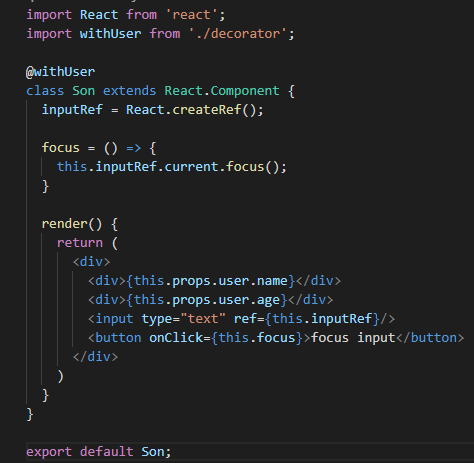 import React from 'react';
import withUser from './decorator';
@withUser
class Son extends React.Component {
  inputRef = React.createRef();
  focus = () => {
    this.inputRef.current.focus();
  }
  render() {
    return (
      <div>
        <div>{this.props.user.name}</div>
        <div>{this.props.user.age}</div>
        <input type="text" ref={this.inputRef}/>
        <button onClick={this.focus}>focus input</button>
      </div>
    )
  }
}
export default Son;